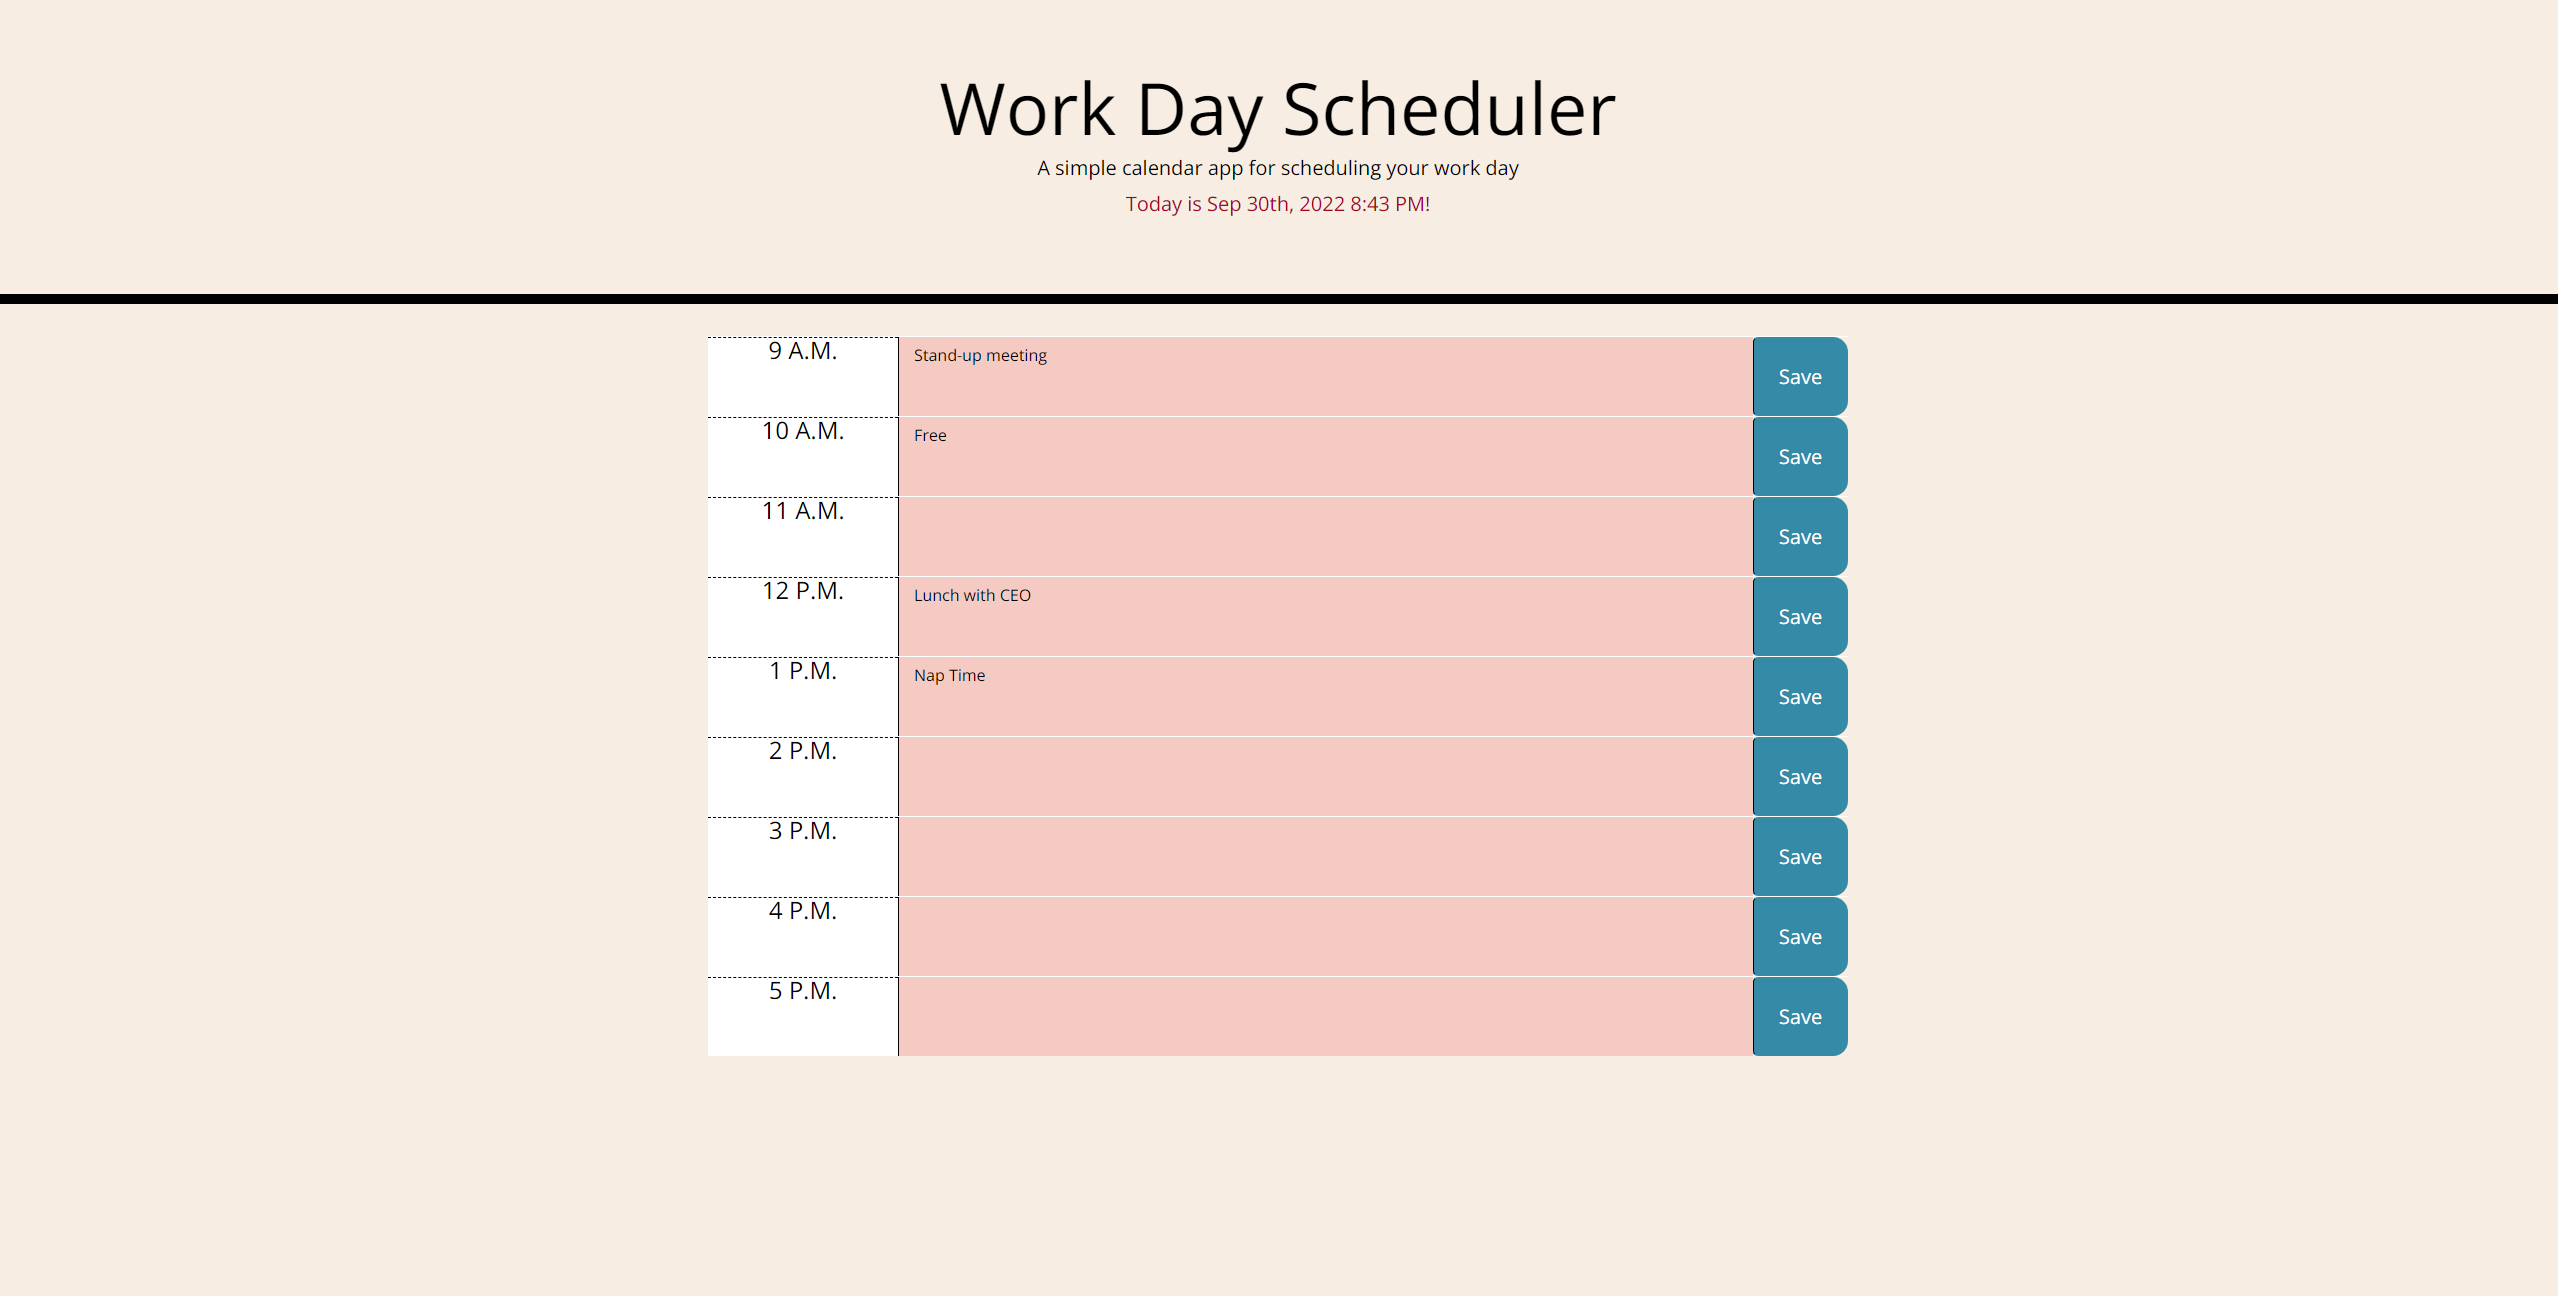 Work Day Scheduler
A simple calendar app for scheduling your work day
Today is Sep 30th, 2022 8:43 PM!
9 A.M. Stand-up meeting Save
10 A.M. Free Save
11 A.M. Save
12 P.M. Lunch with CEO Save
1 P.M. Nap Time Save
2 P.M. Save
3 P.M. Save
4 P.M. Save
5 P.M. Save